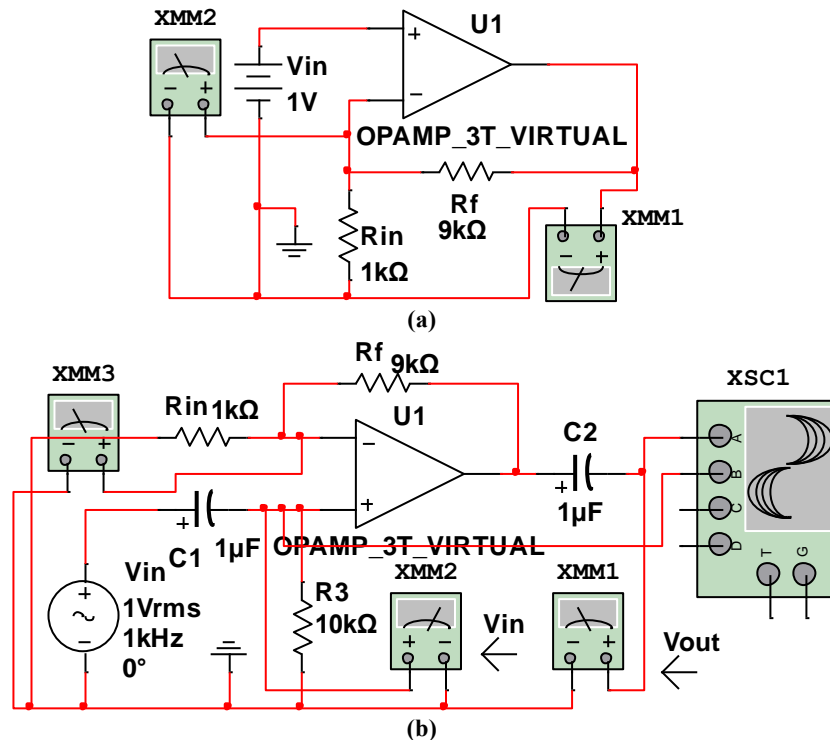 XMM2
U1
Vin
1V
OPAMP_3T_VIRTUAL
Rf
9kΩ
XMM1
Rin
1kΩ
(a)
XMM3
Rf
9kΩ
XSC1
Rin
1kΩ
U1
C2
1µF
A
B
C
D
T
G
C1
1µF
OPAMP_3T_VIRTUAL
Vin
1Vrms
1kHz
0°
R3
10kΩ
XMM2
Vin
XMM1
Vout
(b)